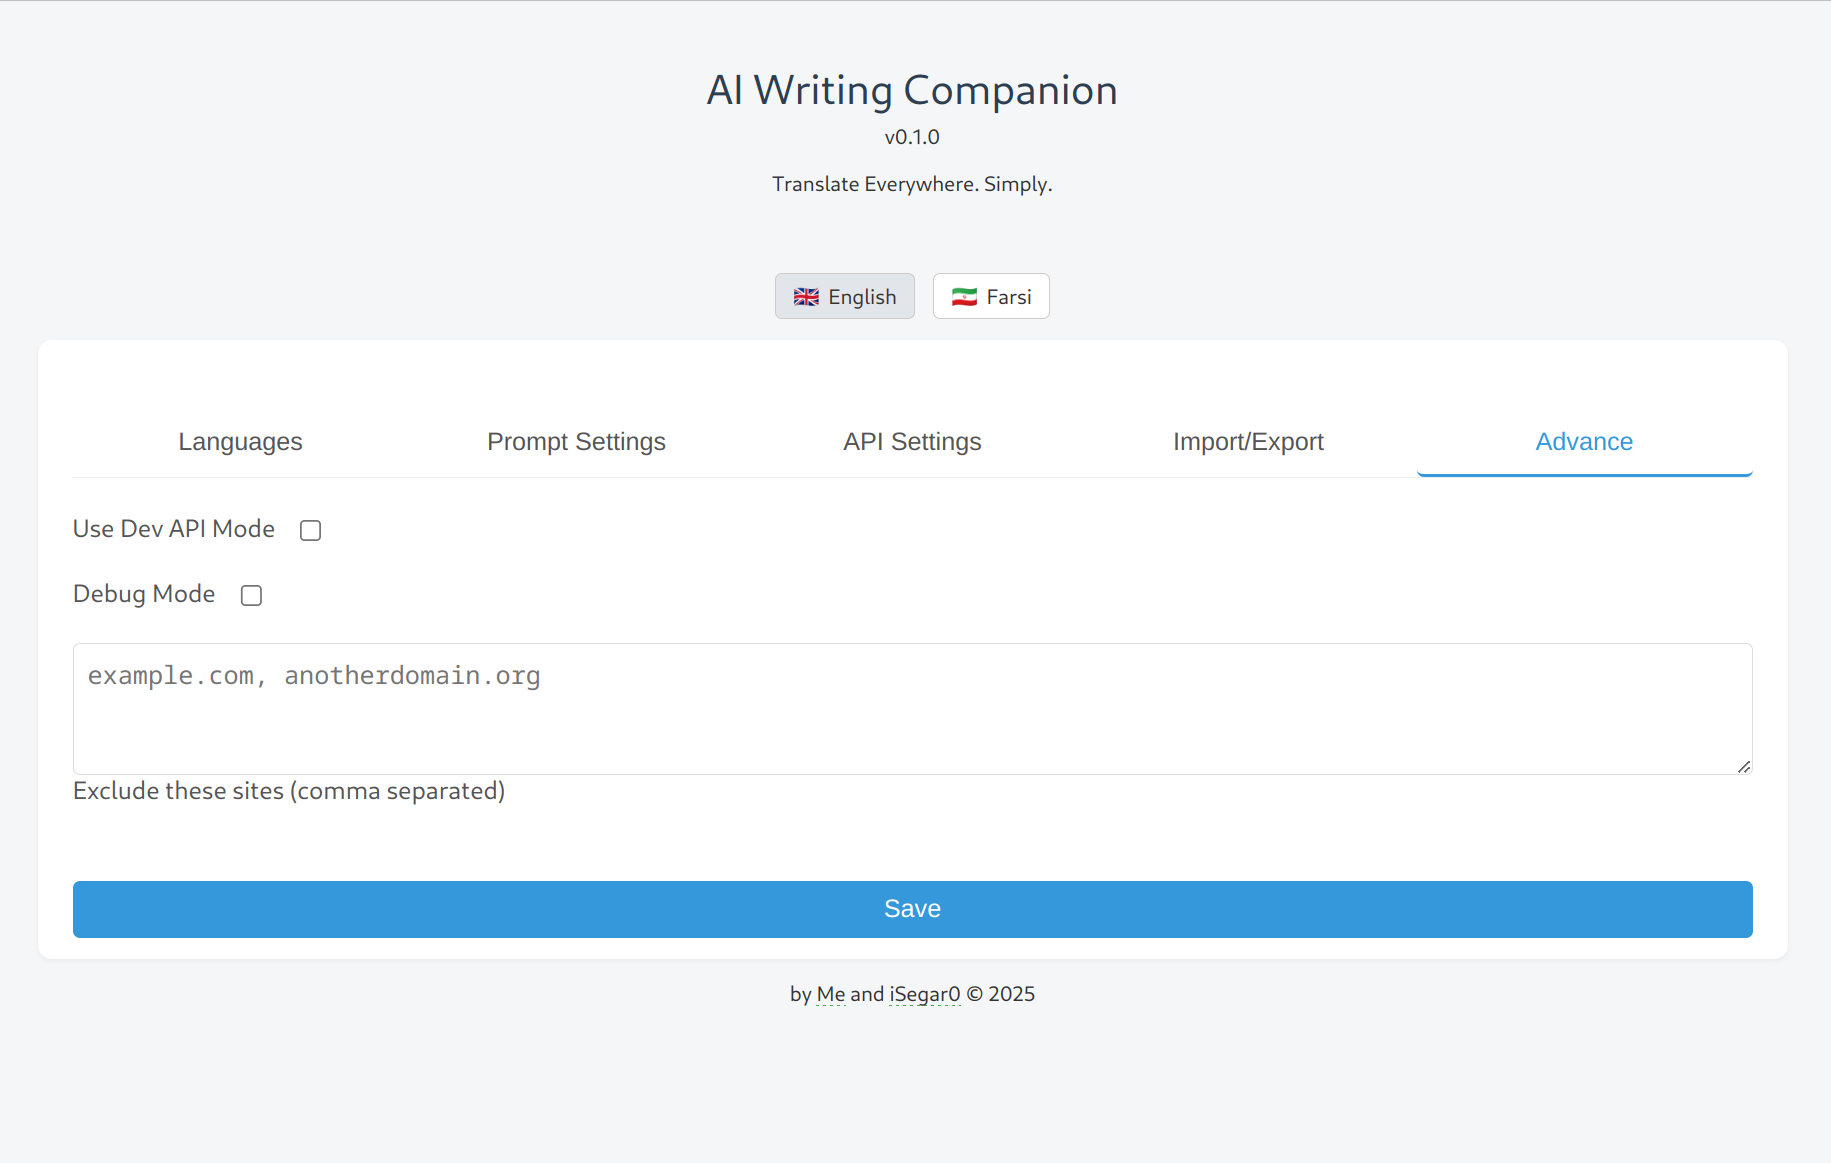 AI Writing Companion
v0.1.0
Translate Everywhere. Simply.
English Farsi
Languages Prompt Settings API Settings Import/Export Advance
Use Dev API Mode
Debug Mode
example.com, anotherdomain.org
Exclude these sites (comma separated)
Save
by Me and iSegar0 © 2025